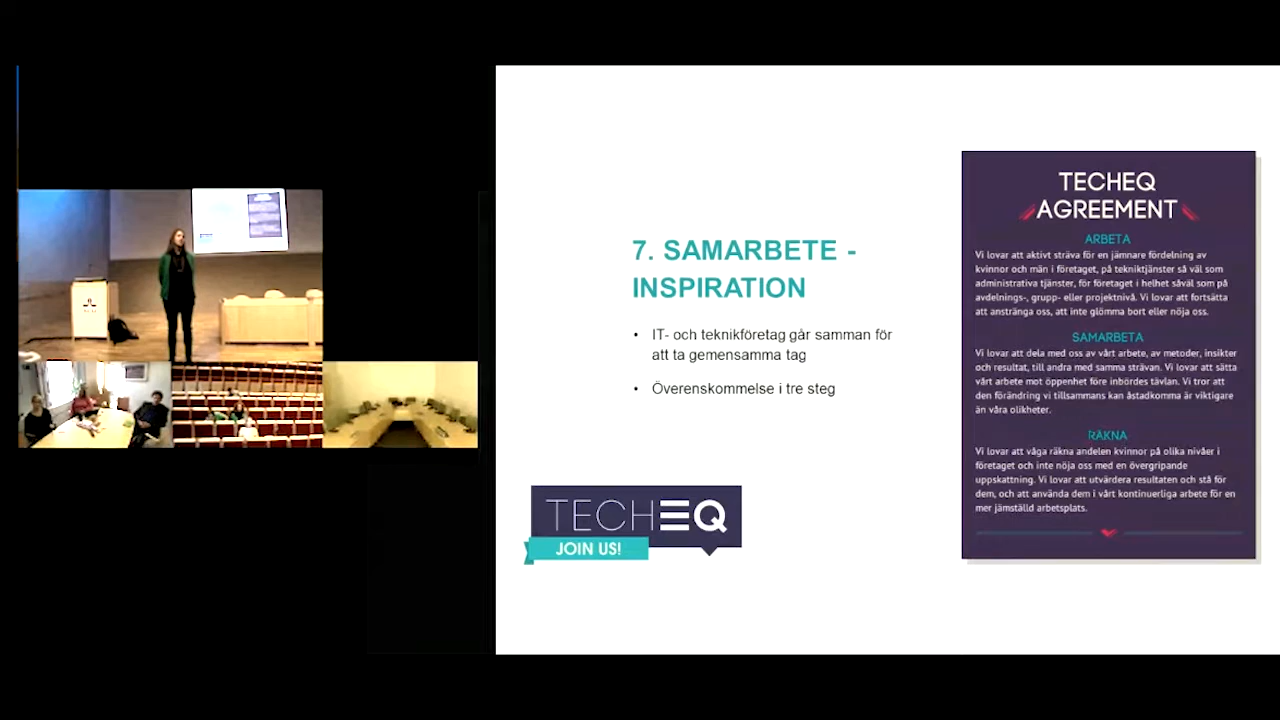 7. SAMARBETE -
INSPIRATION
• IT- och teknikföretag går samman för
att ta gemensamma tag
• Överenskommelse i tre steg
TECHEQ
JOIN US!
TECHEQ
AGREEMENT
ARBETA
Vi lovar att aktivt sträva för en jämnare fördelning av
kvinnor och män i företaget, på tekniktjänster så väl som
administrativa tjänster, för företaget i helhet såväl som på
avdelnings-, grupp- eller projektnivå. Vi lovar att fortsätta
att anstränga oss, att inte glömma bort eller nöja oss.
SAMARBETA
Vi lovar att dela med oss av vårt arbete, av metoder, insikter
och resultat, till andra med samma strävan. Vi lovar att sätta
vårt arbete mot öppenhet före inbördes tävlan. Vi tror att
den förändring vi tillsammans kan åstadkomma är viktigare
än våra olikheter.
RÄKNA
Vi lovar att våga räkna andelen kvinnor på olika nivåer i
företaget och inte nöja oss med en övergripande
uppskattning. Vi lovar att utvärdera resultaten och stå för
dem, och att använda dem i vårt kontinuerliga arbete för en
mer jämställd arbetsplats.